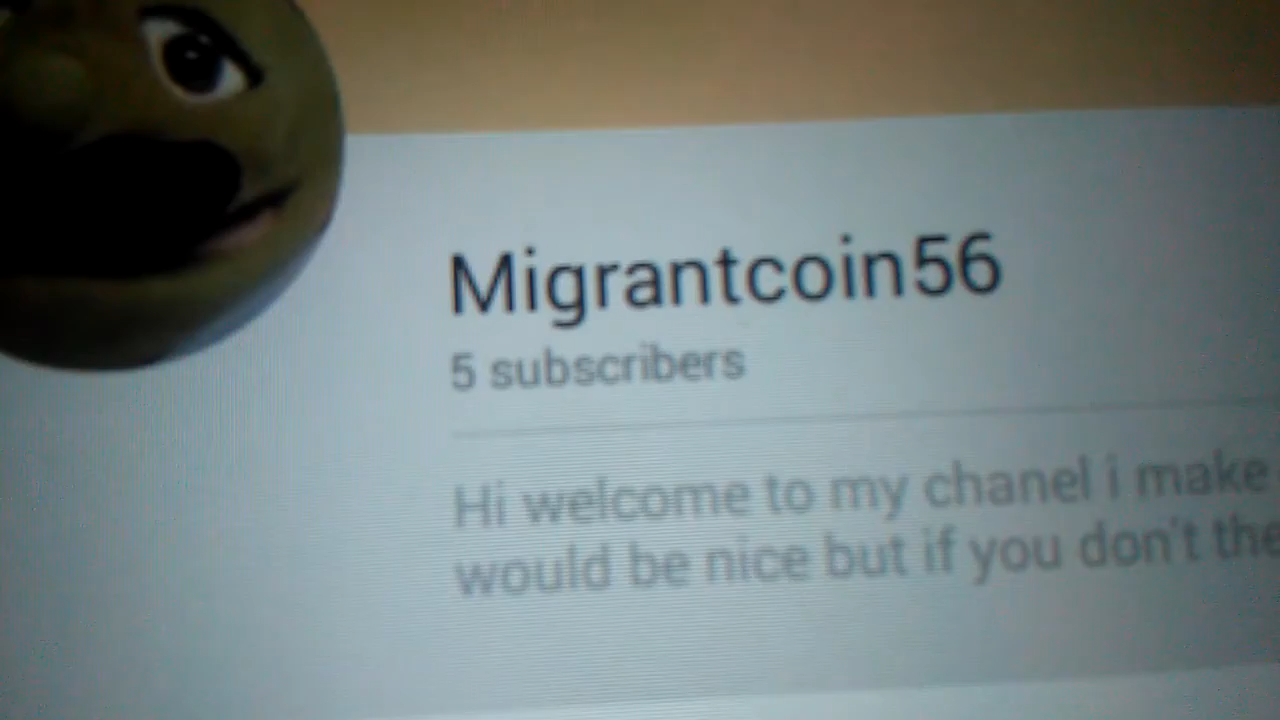 Migrantcoin56
5 subscribers
Hi welcome to my chanel i make
would be nice but if you don't the